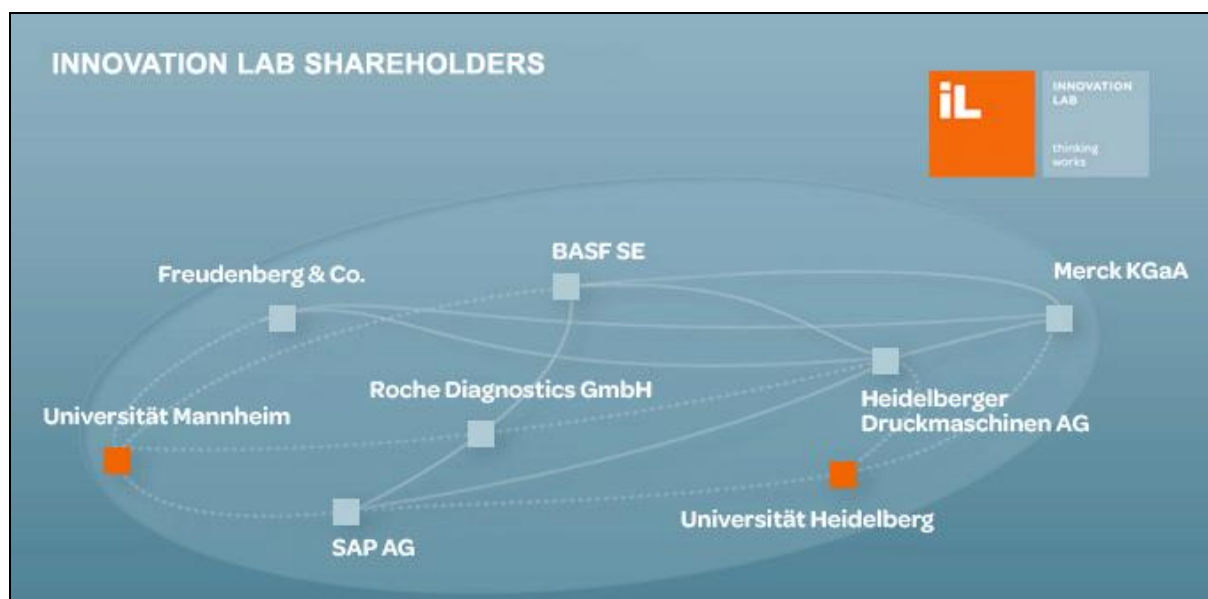 INNOVATION LAB SHAREHOLDERS
iL
INNOVATION
LAB
thinking
works
BASF SE
Freudenberg & Co.
Merck KGaA
Roche Diagnostics GmbH
Heidelberger
Druckmaschinen AG
Universität Mannheim
Universität Heidelberg
SAP AG